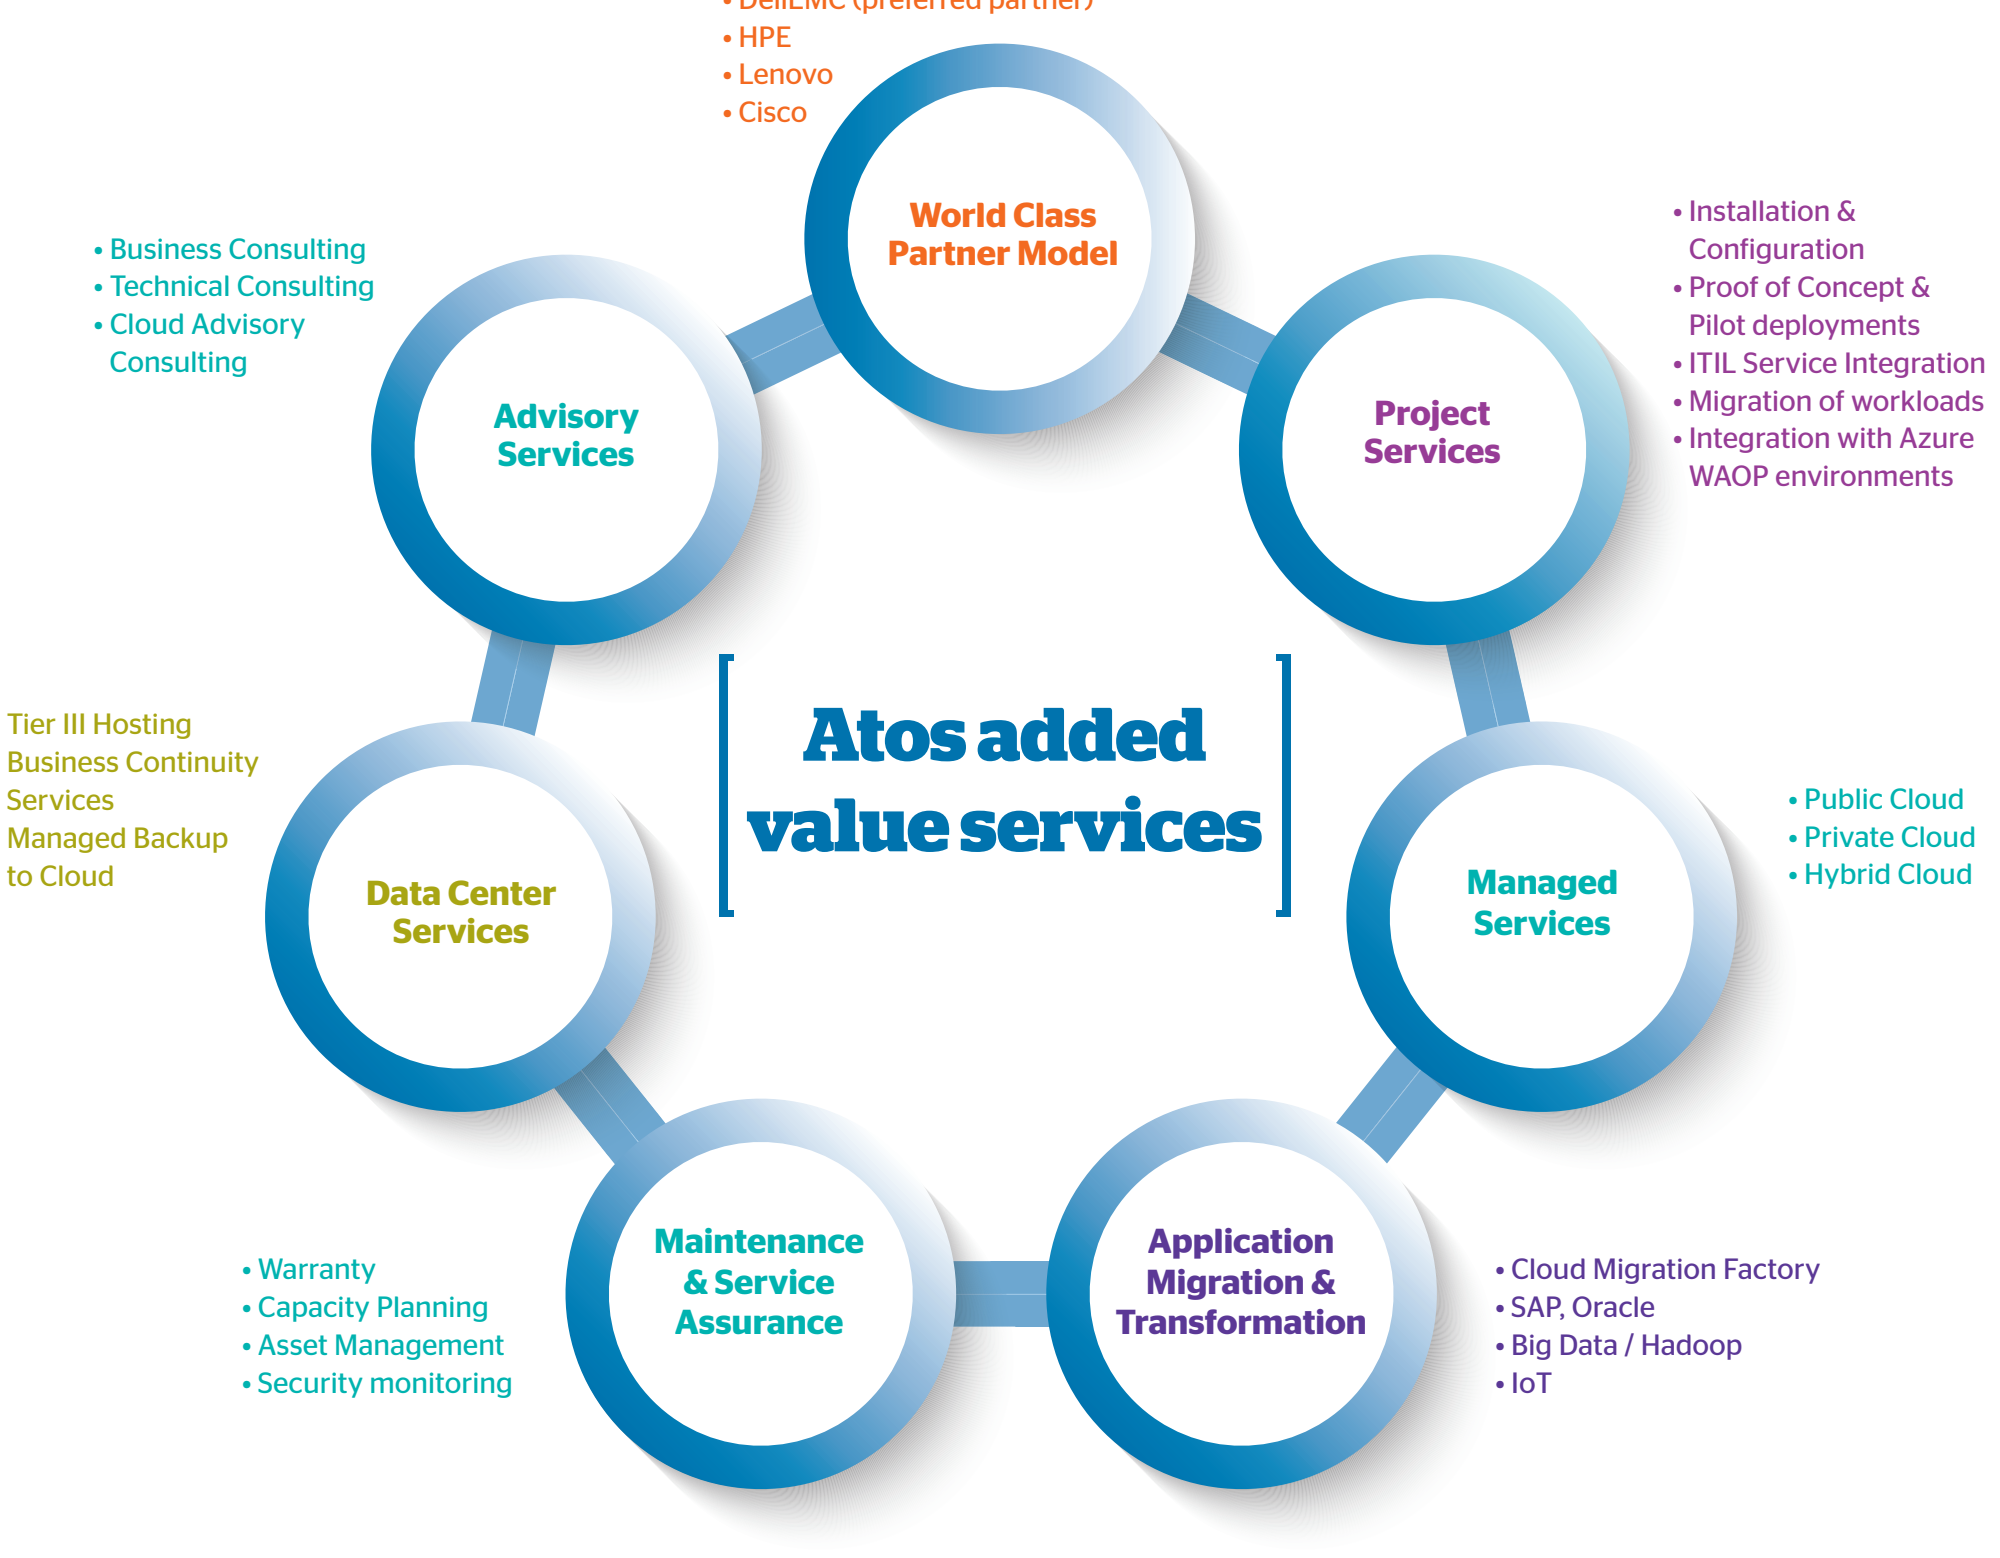 • DellEMC (preferred partner)
• HPE
• Lenovo
• Cisco
World Class
Partner Model
• Installation &
Configuration
• Proof of Concept &
Pilot deployments
• ITIL Service Integration
• Migration of workloads
• Integration with Azure
WAOP environments
Project
Services
• Business Consulting
• Technical Consulting
• Cloud Advisory
Consulting
Advisory
Services
Atos added
value services
Tier III Hosting
Business Continuity
Services
Managed Backup
to Cloud
Data Center
Services
• Public Cloud
• Private Cloud
• Hybrid Cloud
Managed
Services
Maintenance
& Service
Assurance
• Warranty
• Capacity Planning
• Asset Management
• Security monitoring
Application
Migration &
Transformation
• Cloud Migration Factory
• SAP, Oracle
• Big Data / Hadoop
• IoT